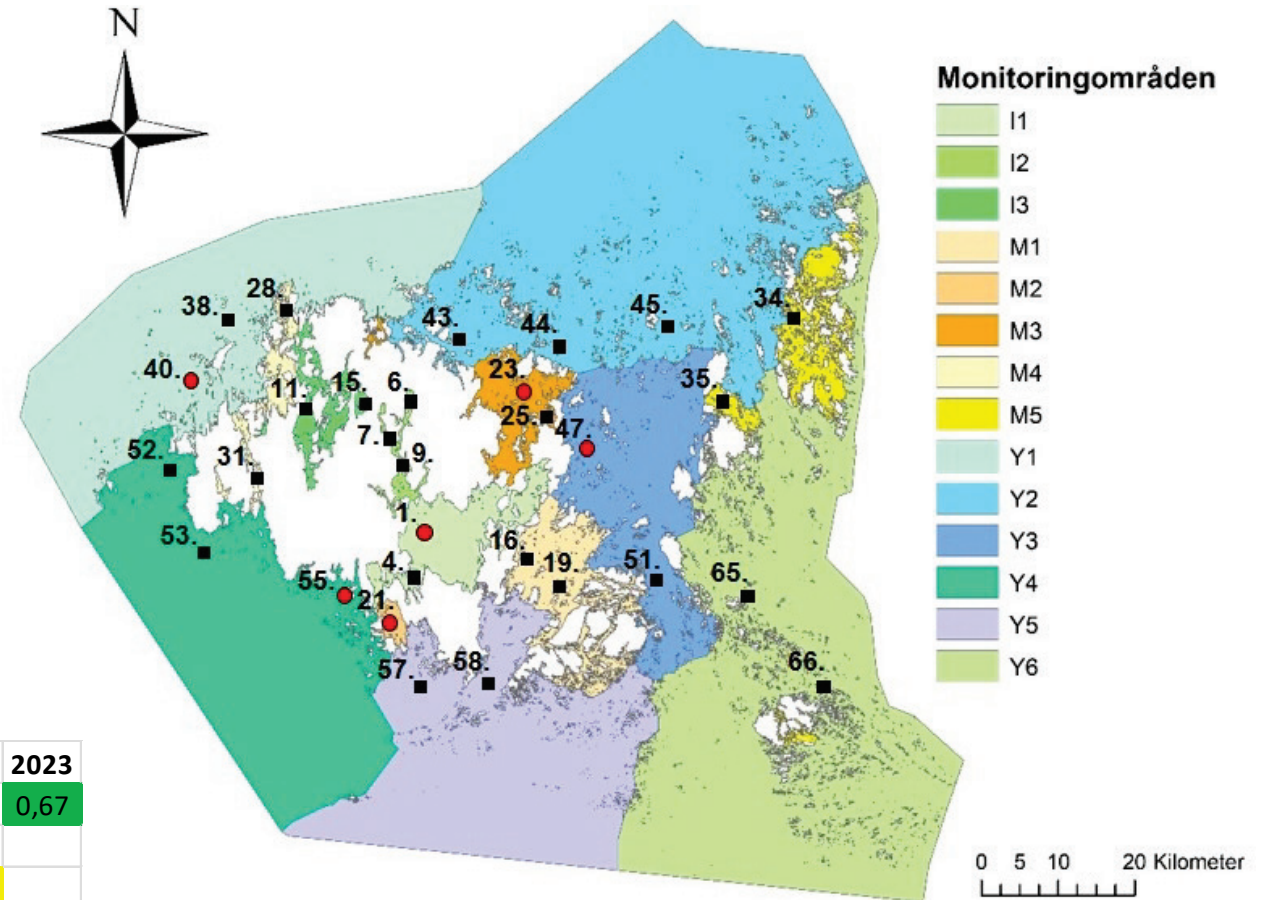 N
Monitoringområden
I1
I2
I3
M1
M2
M3
M4
M5
Y1
Y2
Y3
Y4
Y5
Y6
28.
38.
34.
45.
43.
44.
40.
23.
35.
11.
15.
6.
25.
7.
47.
52.
31.
9.
1.
53.
16.
19.
51.
4.
65.
55.
21.
57.
58.
66.
2023
0,67
0 5 10 20 Kilometer